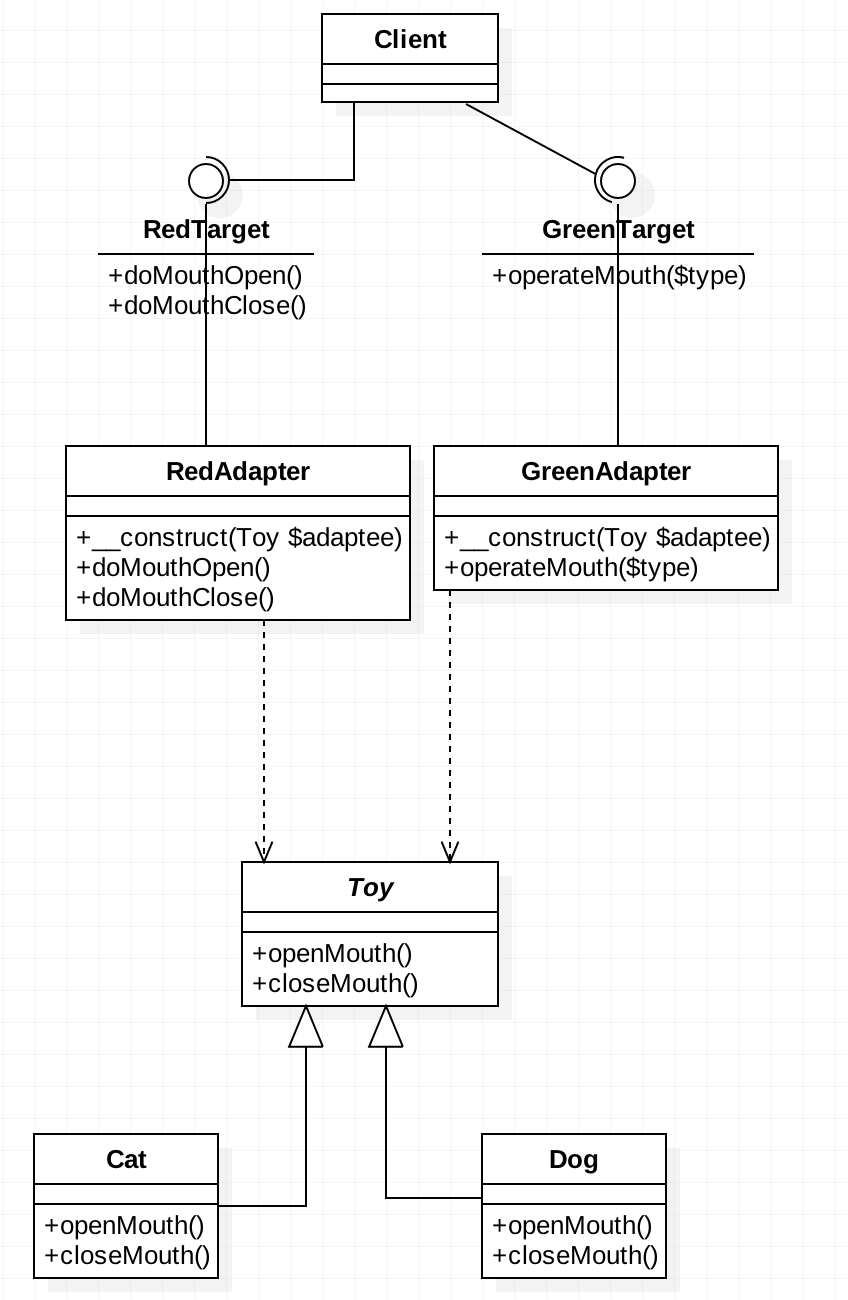 Client
RedTarget
+doMouthOpen()
+doMouthClose()
GreenTarget
+operateMouth($type)
RedAdapter
+__construct(Toy $adaptee)
+doMouthOpen()
+doMouthClose()
GreenAdapter
+__construct(Toy $adaptee)
+operateMouth($type)
Toy
+openMouth()
+closeMouth()
Cat
+openMouth()
+closeMouth()
Dog
+openMouth()
+closeMouth()